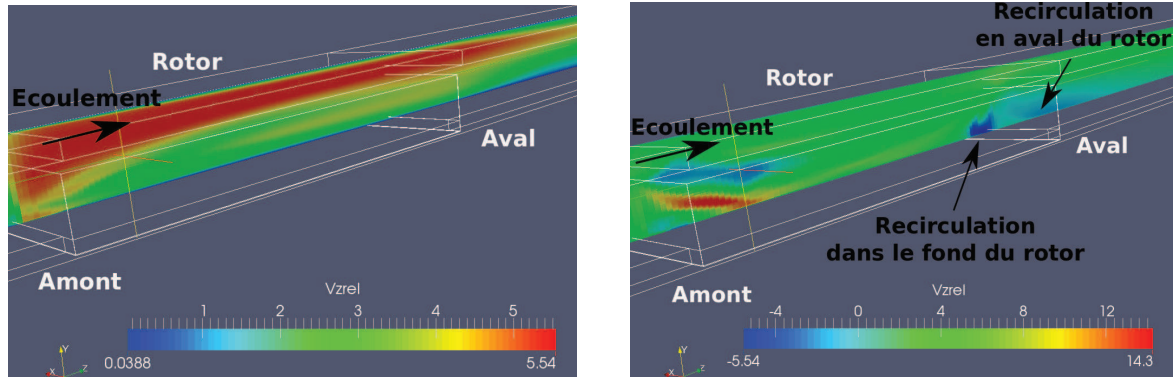 Rotor
Ecoulement
Aval
Amont
Vzrel
1 2 3 4 5
0.0388 5.54
Y
X Z
Recirculation
en aval du rotor
Rotor
Ecoulement
Aval
Recirculation
dans le fond du rotor
Amont
Vzrel
-4 0 4 8 12
-5.54 14.3
Y
X Z